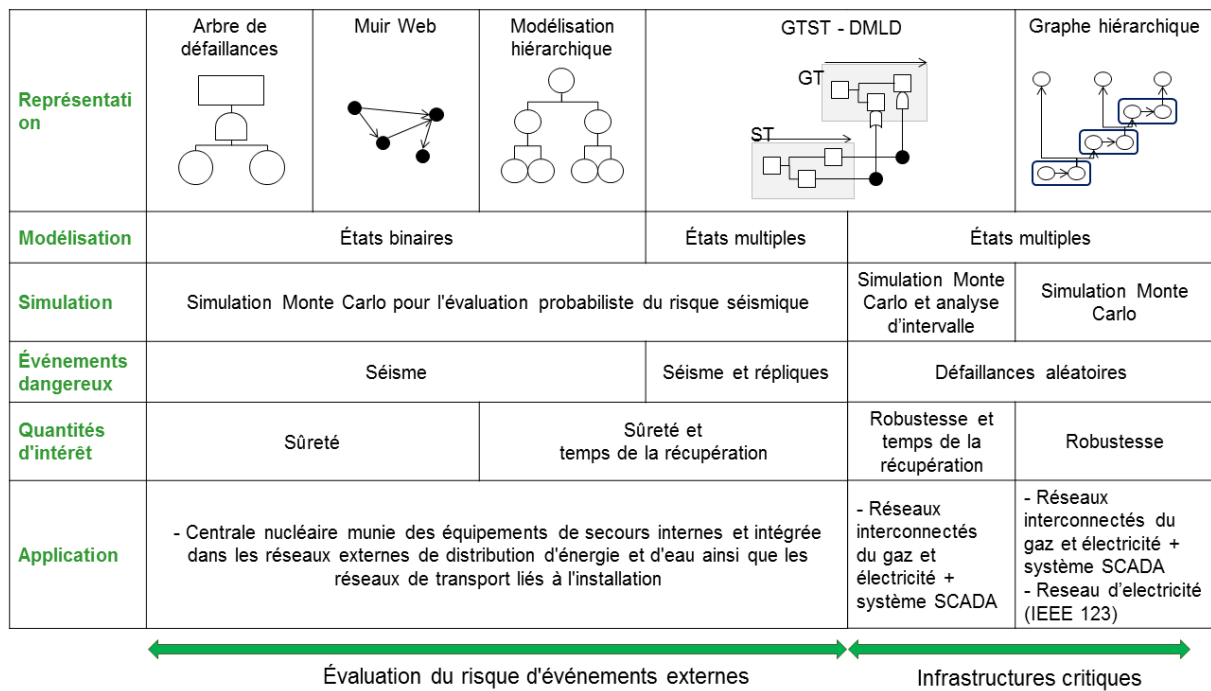 Arbre de
défaillances
Muir Web
Modélisation
hiérarchique
GTST - DMLD
Graphe hiérarchique
Représentati
on
GT
ST
Modélisation
États binaires
États multiples
États multiples
Simulation
Simulation Monte Carlo pour l'évaluation probabiliste du risque séismique
Simulation Monte
Carlo et analyse
d'intervalle
Simulation Monte
Carlo
Événements
dangereux
Séisme
Séisme et répliques
Défaillances aléatoires
Quantités
d'intérêt
Sûreté
Sûreté et
temps de la récupération
Robustesse et
temps de la
récupération
Robustesse
Application
- Centrale nucléaire munie des équipements de secours internes et intégrée
dans les réseaux externes de distribution d'énergie et d'eau ainsi que les
réseaux de transport liés à l'installation
- Réseaux
interconnectés
du gaz et
électricité +
système SCADA
- Réseaux
interconnectés du
gaz et électricité +
système SCADA
- Reseau d'electricité
(IEEE 123)
Évaluation du risque d'événements externes
Infrastructures critiques